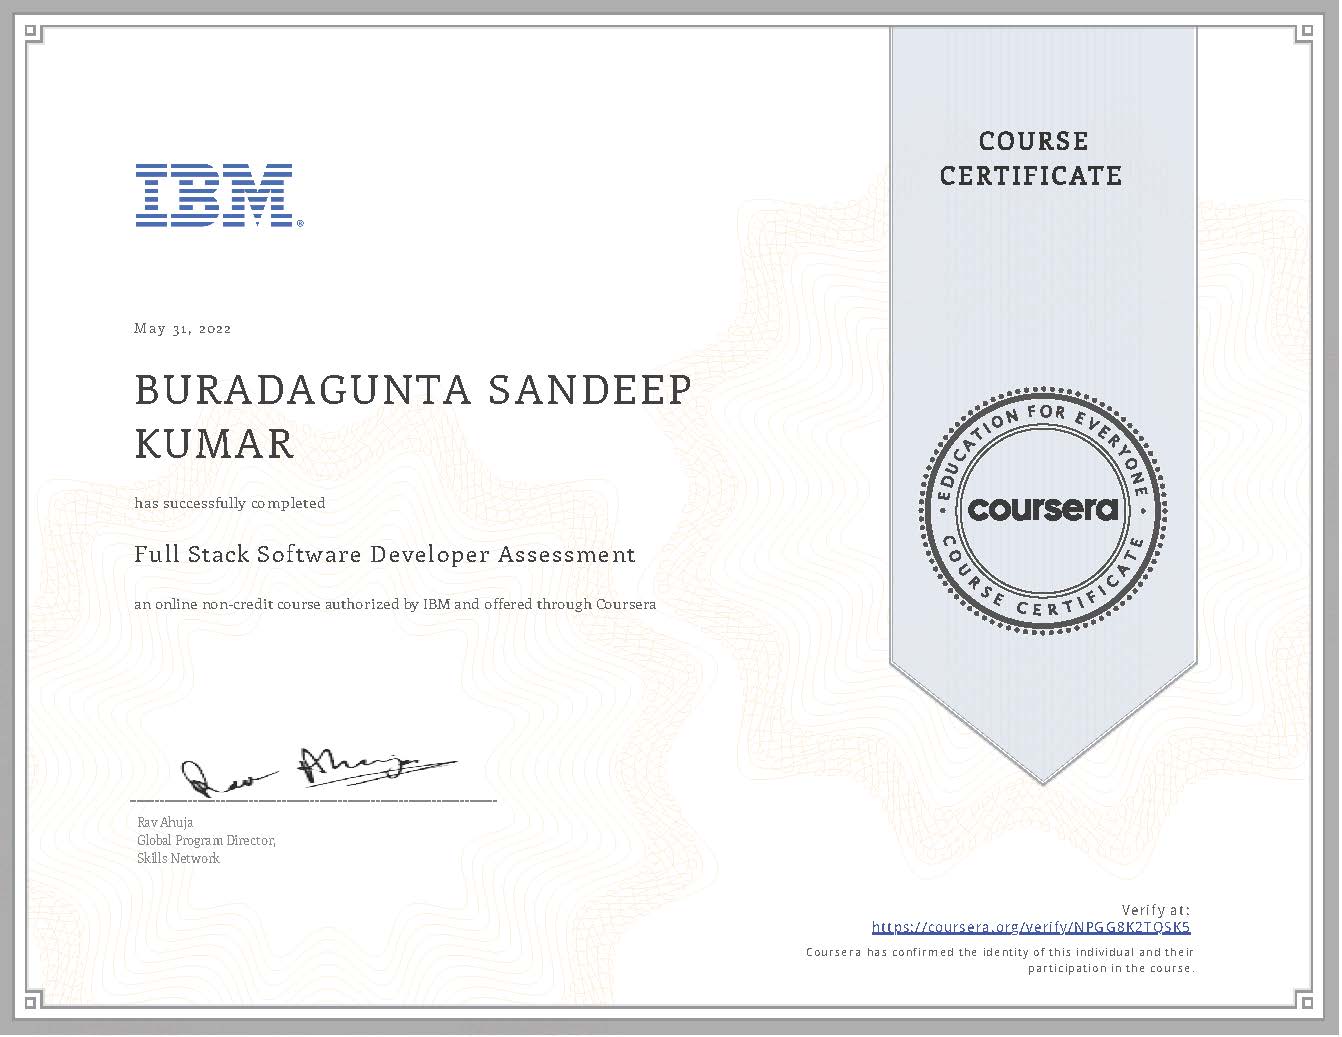 COURSE
CERTIFICATE
IBM®
May 31, 2022
BURADAGUNTA SANDEEP
KUMAR
has successfully completed
Full Stack Software Developer Assessment
an online non-credit course authorized by IBM and offered through Coursera
EDUCATION FOR EVERYONE
coursera
COURSE CERTIFICATE
Rav Ahuja
Rav Ahuja
Global Program Director,
Skills Network
Verify at:
https://coursera.org/verify/NPGG8K2TQSK5
Coursera has confirmed the identity of this individual and their
participation in the course.